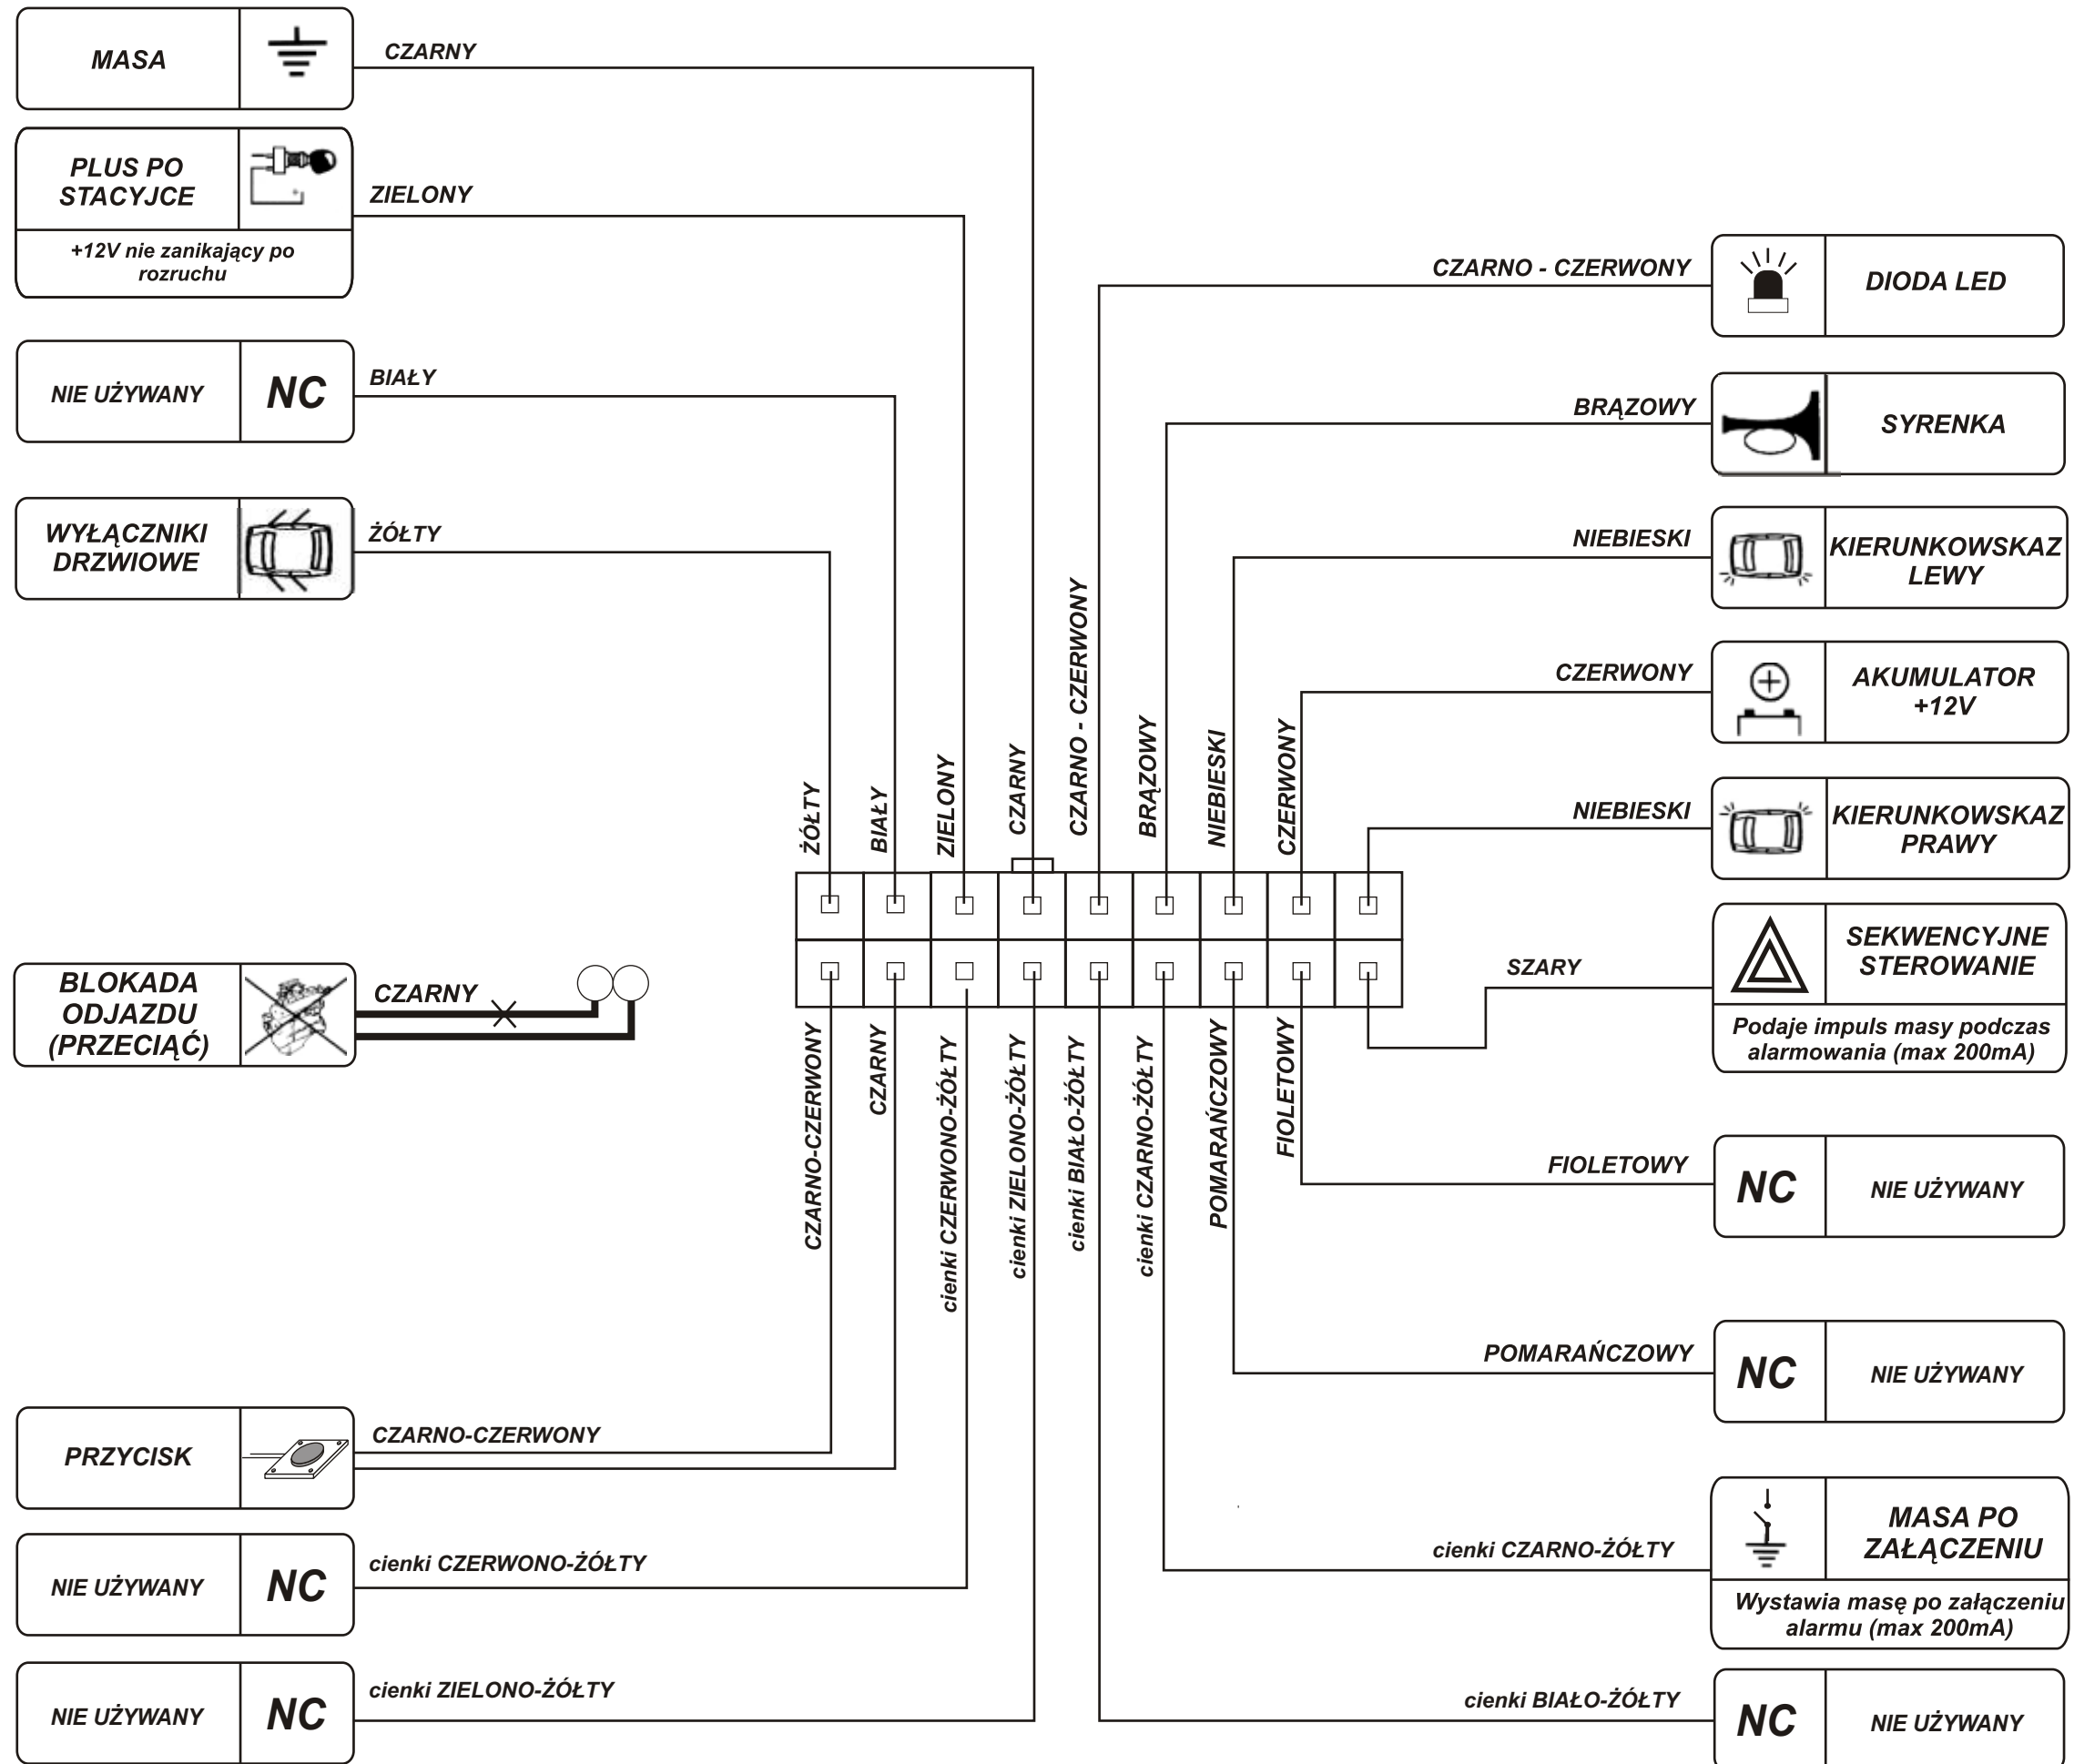 MASA
CZARNY
PLUS PO
STACYJCE
+12V nie zanikający po
rozruchu
ZIELONY
NIE UŻYWANY
NC
BIAŁY
WYŁĄCZNIKI
DRZWIOWE
ŻÓŁTY
CZARNO - CZERWONY
DIODA LED
BRĄZOWY
SYRENKA
NIEBIESKI
KIERUNKOWSKAZ
LEWY
CZERWONY
AKUMULATOR
+12V
NIEBIESKI
KIERUNKOWSKAZ
PRAWY
ŻÓŁTY
BIAŁY
ZIELONY
CZARNY
CZARNO - CZERWONY
BRĄZOWY
NIEBIESKI
CZERWONY
BLOKADA
ODJAZDU
(PRZECIĄĆ)
CZARNY
SZARY
SEKWENCYJNE
STEROWANIE
Podaje impuls masy podczas
alarmowania (max 200mA)
CZARNO-CZERWONY
CZARNY
cienki CZERWONO-ŻÓŁTY
cienki ZIELONO-ŻÓŁTY
cienki BIAŁO-ŻÓŁTY
cienki CZARNO-ŻÓŁTY
POMARAŃCZOWY
FIOLETOWY
FIOLETOWY
NC
NIE UŻYWANY
POMARAŃCZOWY
NC
NIE UŻYWANY
PRZYCISK
CZARNO-CZERWONY
NIE UŻYWANY
NC
cienki CZERWONO-ŻÓŁTY
NIE UŻYWANY
NC
cienki ZIELONO-ŻÓŁTY
cienki CZARNO-ŻÓŁTY
MASA PO
ZAŁĄCZENIU
Wystawia masę po załączeniu
alarmu (max 200mA)
cienki BIAŁO-ŻÓŁTY
NC
NIE UŻYWANY